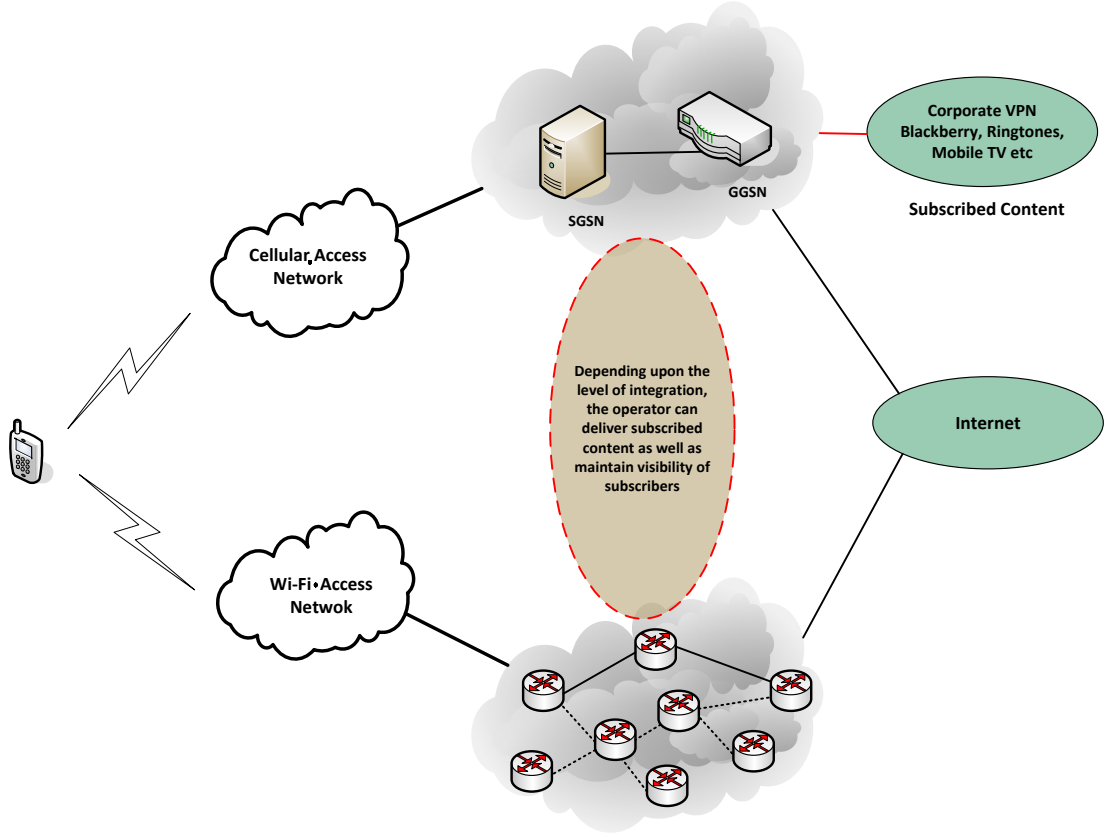 Corporate VPN
Blackberry, Ringtones,
Mobile TV etc
Subscribed Content
GGSN
SGSN
Cellular Access
Network
Depending upon the
level of integration,
the operator can
deliver subscribed
content as well as
maintain visibility of
subscribers
Internet
Wi-Fi Access
Netwok